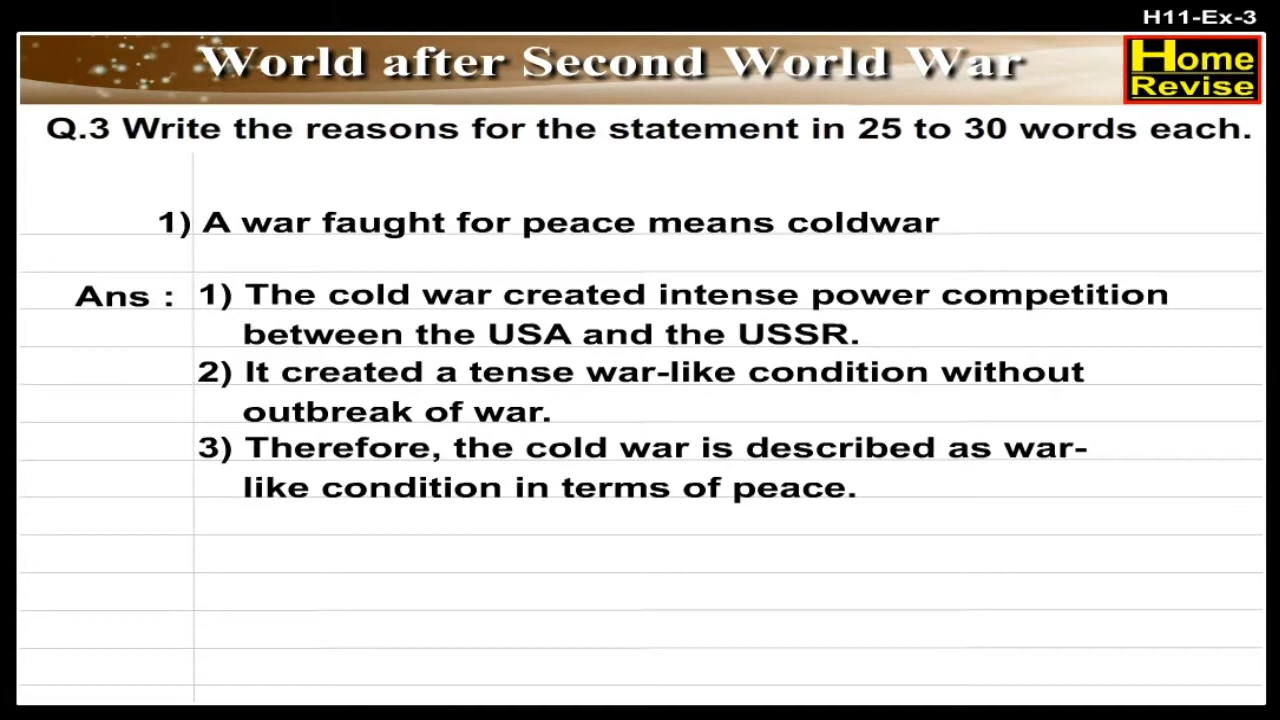 H11-Ex-3
World after Second World War
Home
Revise
Q.3 Write the reasons for the statement in 25 to 30 words each.
1) A war faught for peace means coldwar
Ans : 1) The cold war created intense power competition
between the USA and the USSR.
2) It created a tense war-like condition without
outbreak of war.
3) Therefore, the cold war is described as war-
like condition in terms of peace.